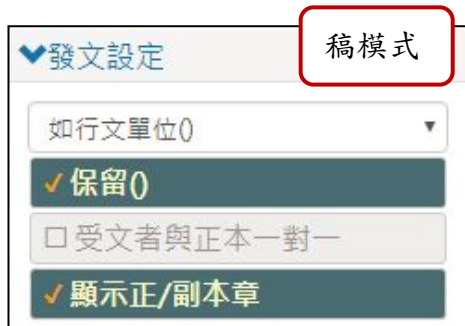 稿模式
發文設定
如行文單位()
保留()
受文者與正本一對一
顯示正/副本章